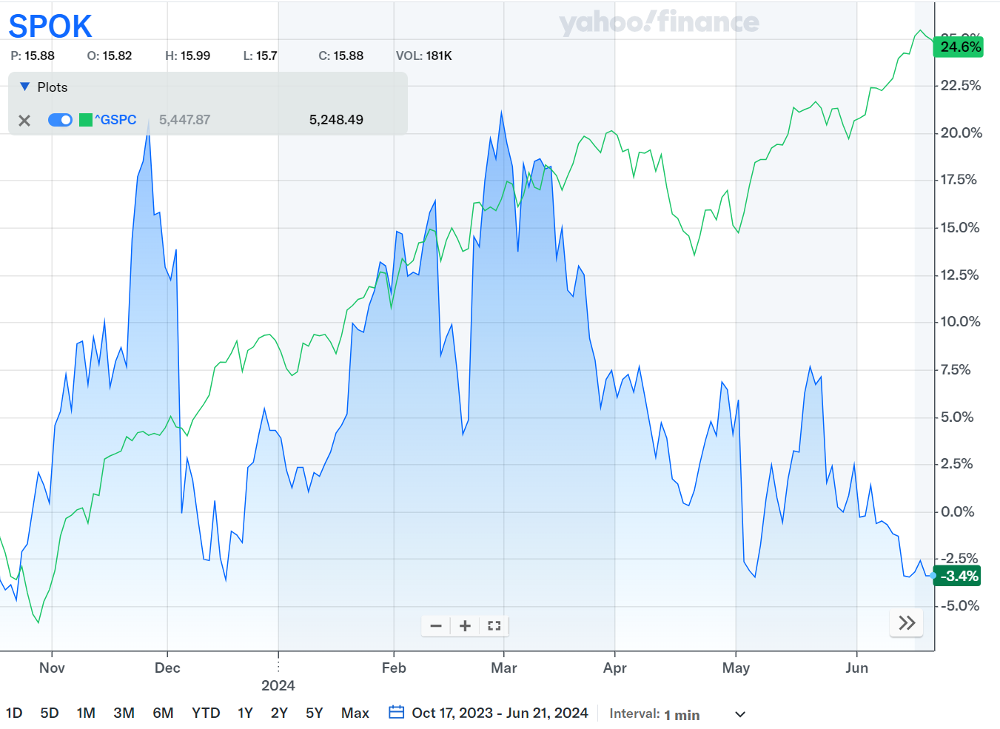 SPOK
yahoo!finance
P: 15.88 O: 15.82 H: 15.99 L: 15.7 C: 15.88 VOL: 181K
Plots
^GSPC 5,447.87 5,248.49
25.0%
24.6%
22.5%
20.0%
17.5%
15.0%
12.5%
10.0%
7.5%
5.0%
2.5%
0.0%
-2.5%
-3.4%
-5.0%
Nov Dec 2024 Feb Mar Apr May Jun
1D 5D 1M 3M 6M YTD 1Y 2Y 5Y Max Oct 17, 2023 - Jun 21, 2024 Interval: 1 min